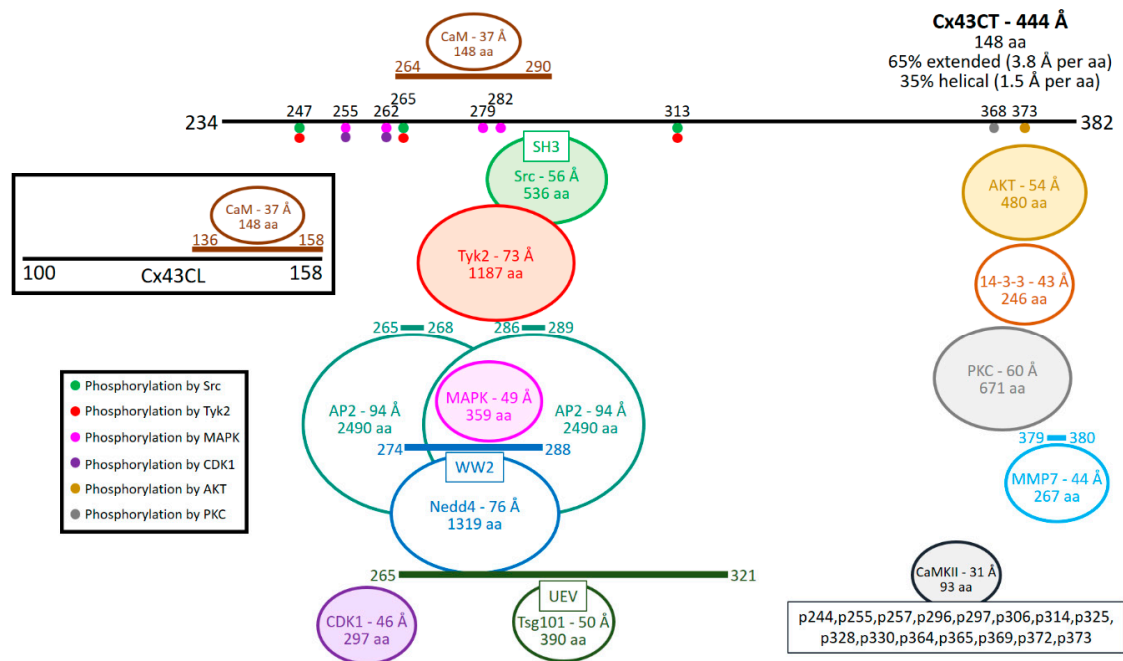 CaM - 37 Å
148 aa
264 290
Cx43CT - 444 Å
148 aa
65% extended (3.8 Å per aa)
35% helical (1.5 Å per aa)
234 247 255 262 265 279 282 313 368 373 382
SH3
Src - 56 Å
536 aa
Tyk2 - 73 Å
1187 aa
CaM - 37 Å
148 aa
136 158
100 158
Cx43CL
AKT - 54 Å
480 aa
14-3-3 - 43 Å
246 aa
PKC - 60 Å
671 aa
379 380
MMP7 - 44 Å
267 aa
265 268 286 289
AP2 - 94 Å
2490 aa
MAPK - 49 Å
359 aa
AP2 - 94 Å
2490 aa
274 288
WW2
Nedd4 - 76 Å
1319 aa
Phosphorylation by Src
Phosphorylation by Tyk2
Phosphorylation by MAPK
Phosphorylation by CDK1
Phosphorylation by AKT
Phosphorylation by PKC
265 321
UEV
CDK1 - 46 Å
297 aa
Tsg101 - 50 Å
390 aa
CaMKII - 31 Å
93 aa
p244,p255,p257,p296,p297,p306,p314,p325,
p328,p330,p364,p365,p369,p372,p373